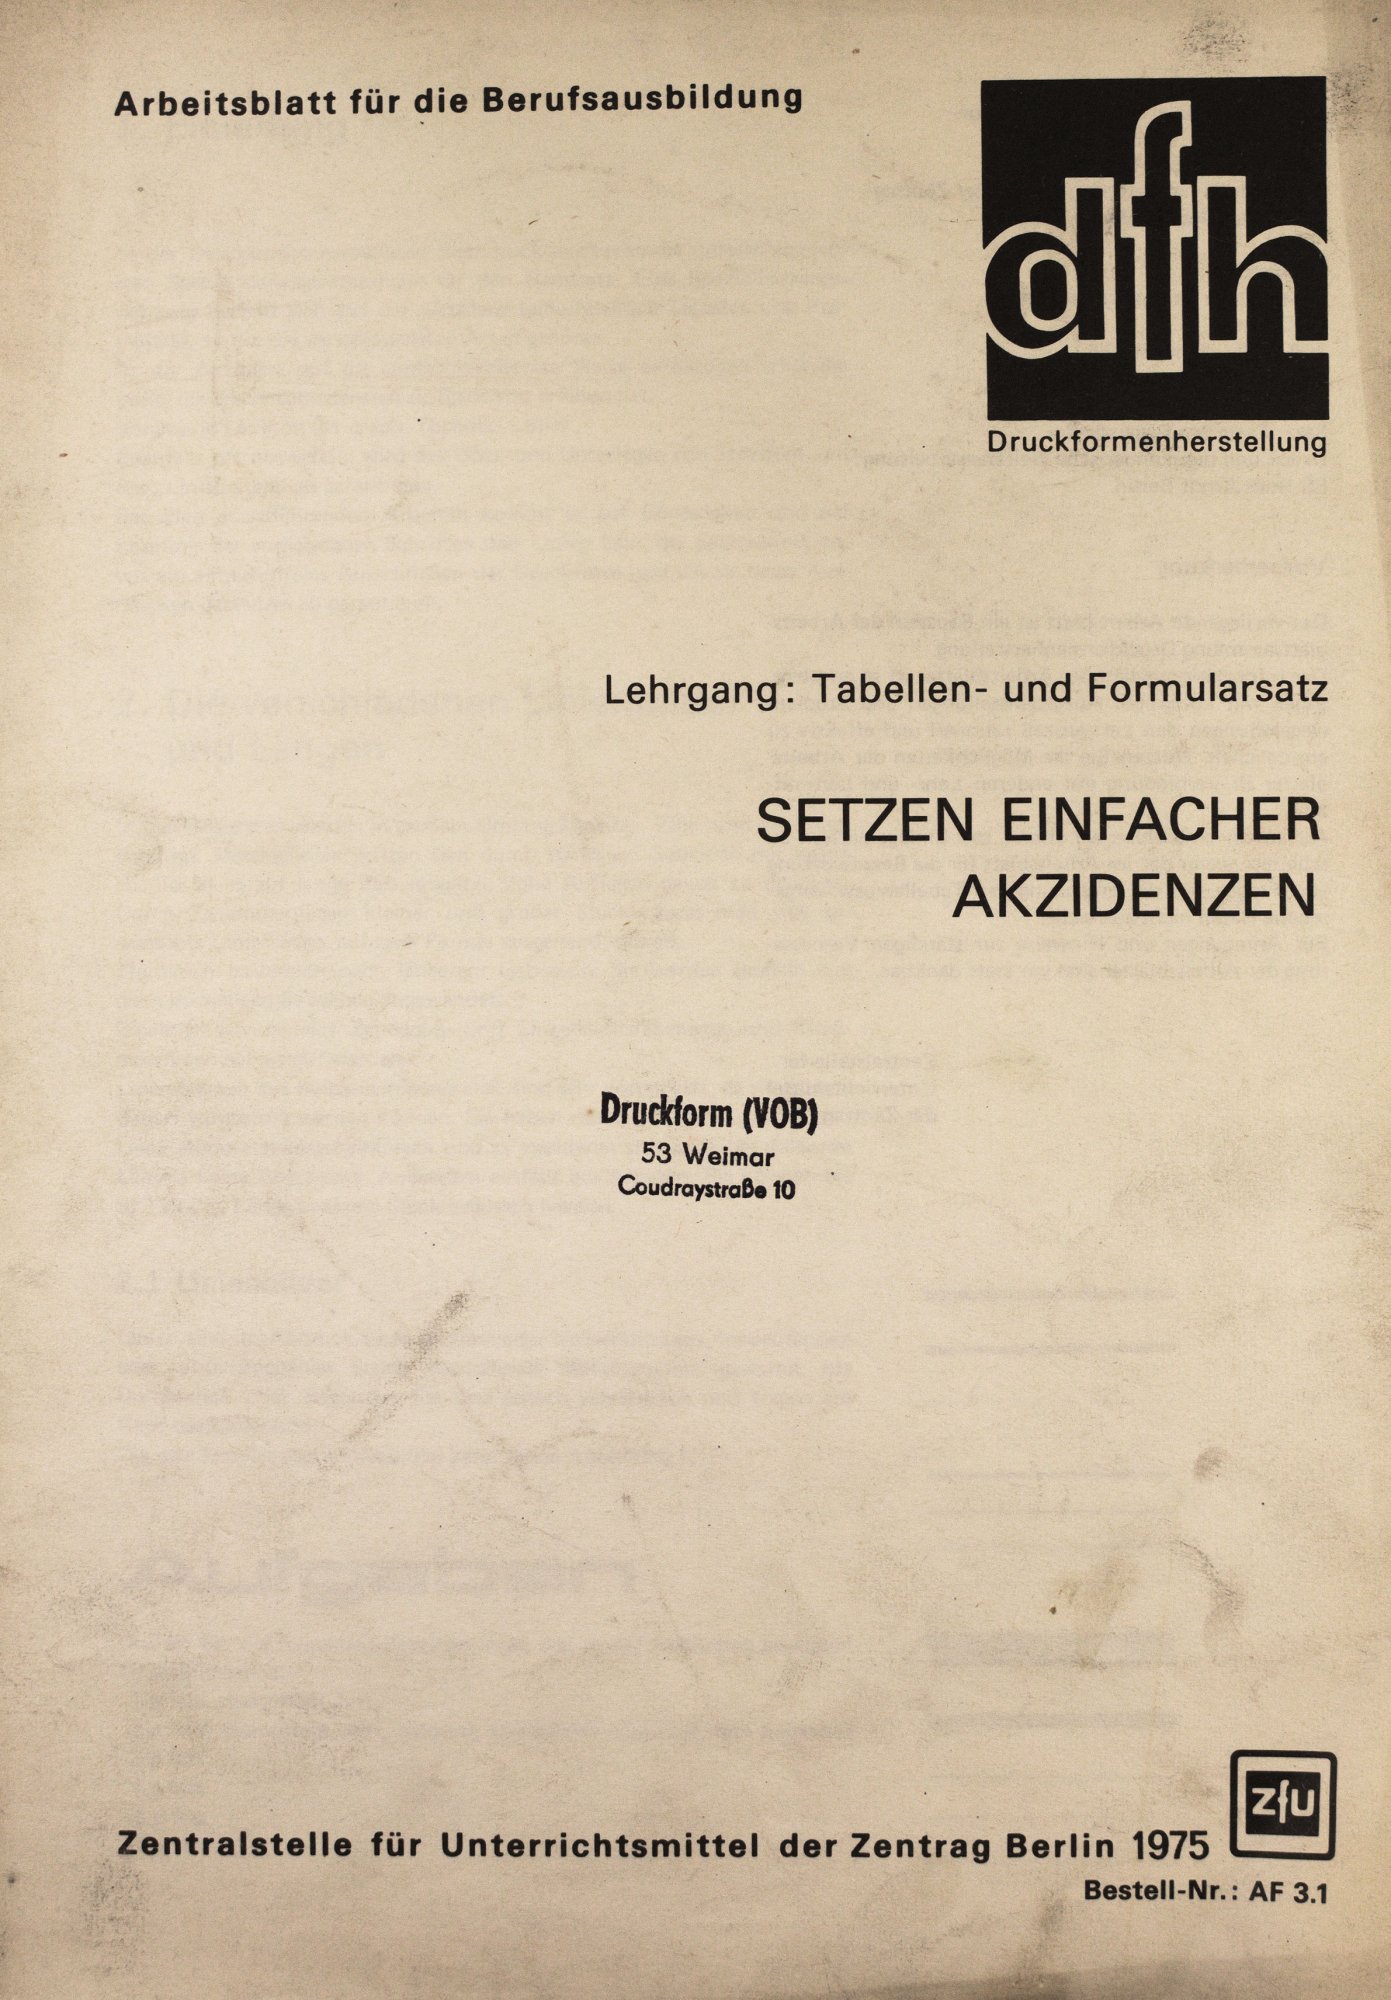 Arbeitsblatt für die Berufsausbildung
dfh
Druckformenherstellung
Lehrgang: Tabellen- und Formularsatz
SETZEN EINFACHER
AKZIDENZEN
Druckform (VOB)
53 Weimar
Coudraystraße 10
zfu
Zentralstelle für Unterrichtsmittel der Zentrag Berlin 1975
Bestell-Nr.: AF 3.1